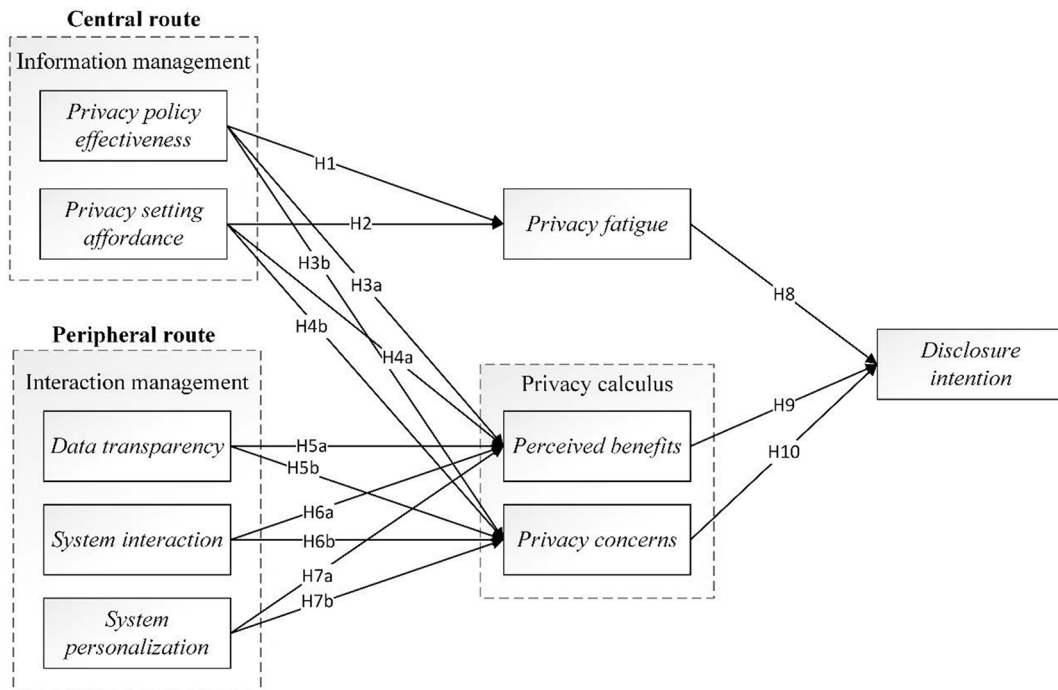 Central route
Information management
Privacy policy
effectiveness
Privacy setting
affordance
H1
H2
H3b
H3a
H4b
H4a
Privacy fatigue
H8
Peripheral route
Interaction management
Data transparency
System interaction
System
personalization
H5a
H5b
H6a
H6b
H7a
H7b
Privacy calculus
Perceived benefits
Privacy concerns
H9
H10
Disclosure
intention